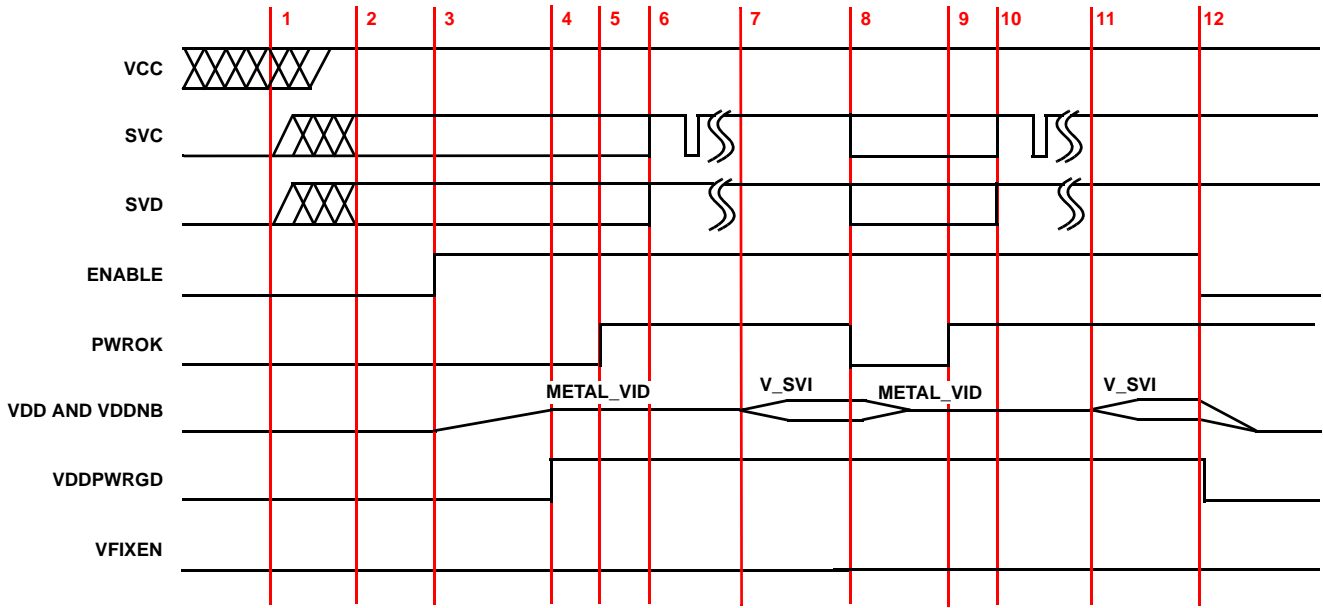 1 2 3 4 5 6 7 8 9 10 11 12
VCC
SVC
SVD
ENABLE
PWROK
METAL_VID V_SVI METAL_VID V_SVI
VDD AND VDDNB
VDDPWRGD
VFIXEN